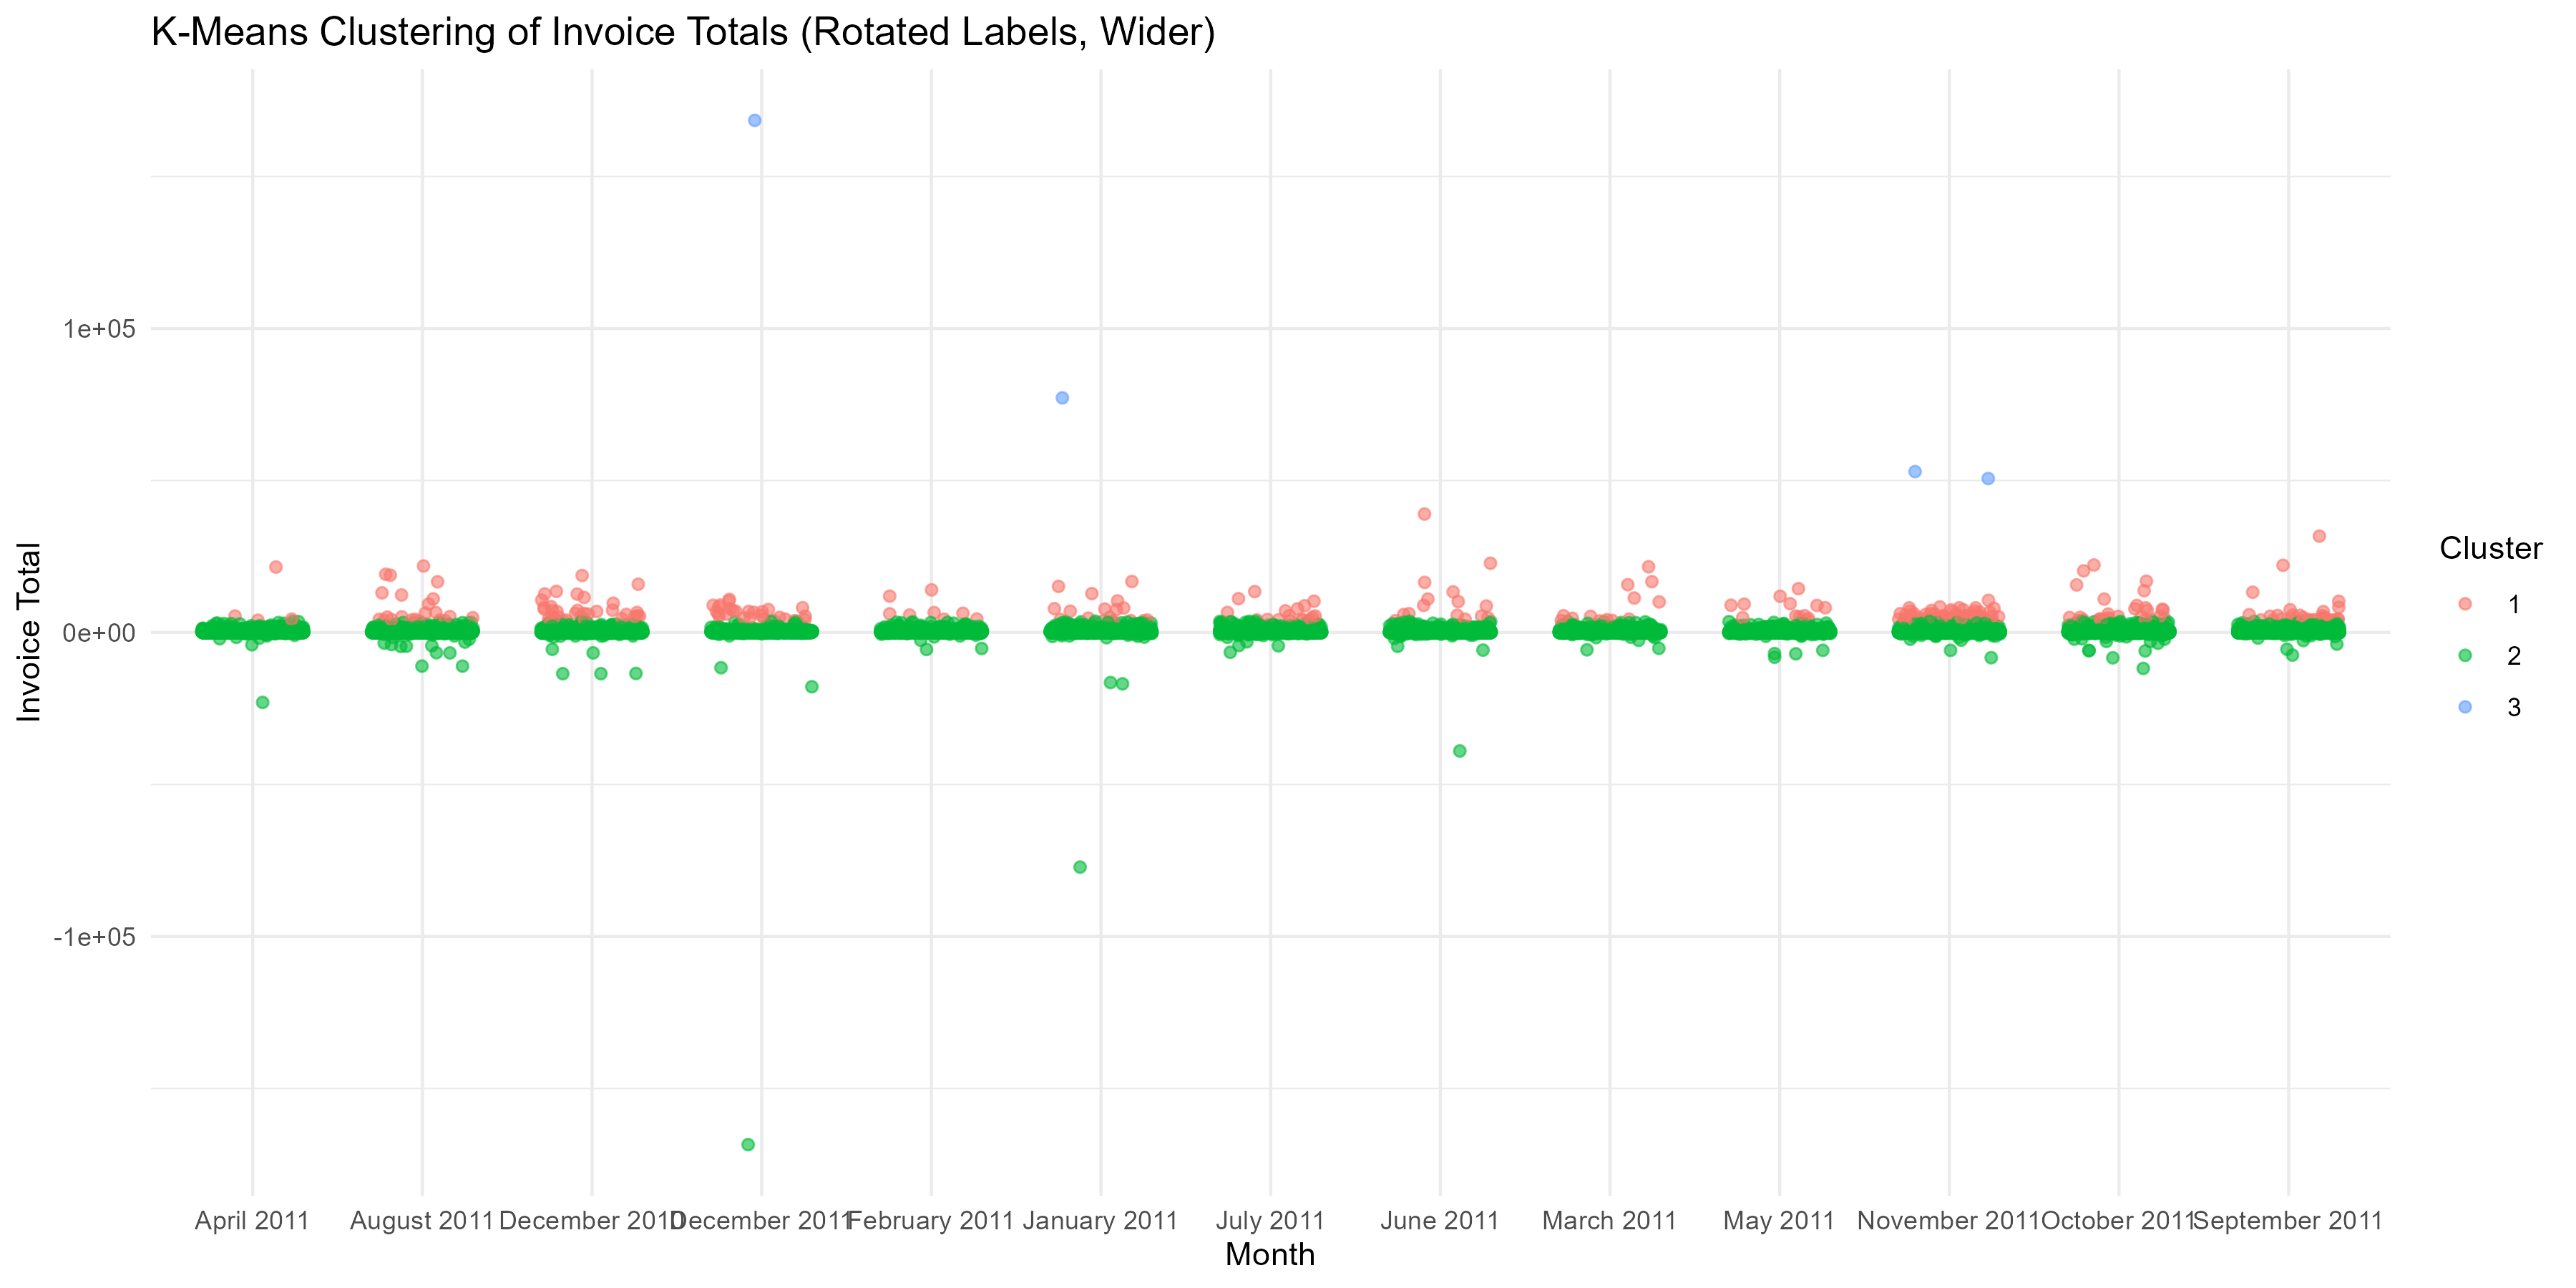 K-Means Clustering of Invoice Totals (Rotated Labels, Wider)
Invoice Total
1e+05
0e+00
-1e+05
April 2011 August 2011 December 2010 December 2011 February 2011 January 2011 July 2011 June 2011 March 2011 May 2011 November 2011 October 2011 September 2011
Month
Cluster
1
2
3